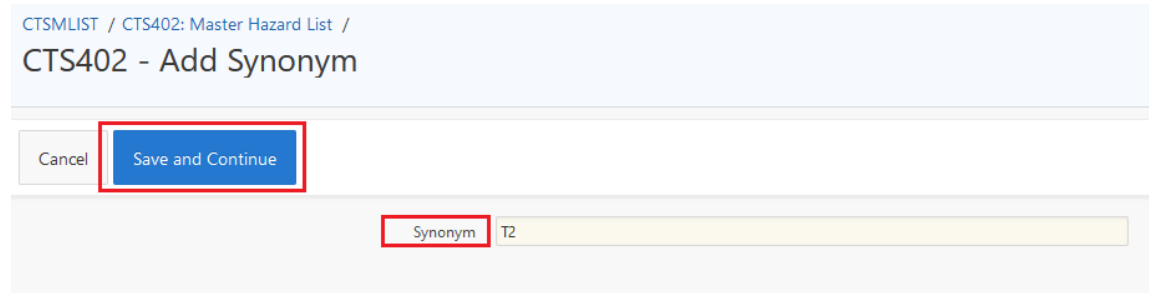 CTSMLIST / CTS402: Master Hazard List /
CTS402 - Add Synonym
Cancel Save and Continue
Synonym T2